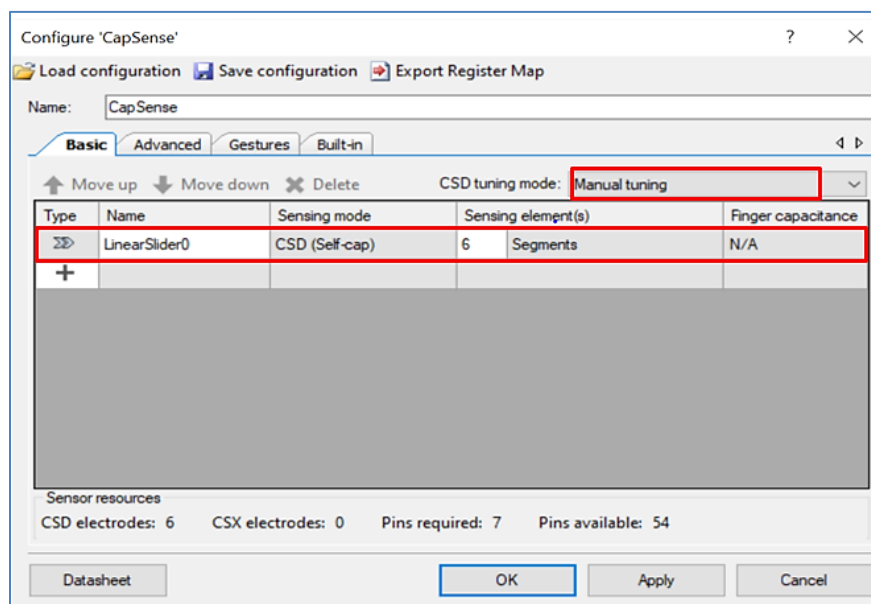 Configure 'CapSense' ? ×
Load configuration Save configuration Export Register Map
Name: CapSense
Basic Advanced Gestures Built-in
Move up Move down Delete CSD tuning mode: Manual tuning
Type Name Sensing mode Sensing element(s) Finger capacitance
LinearSlider0 CSD (Self-cap) 6 Segments N/A
+
Sensor resources
CSD electrodes: 6 CSX electrodes: 0 Pins required: 7 Pins available: 54
Datasheet OK Apply Cancel